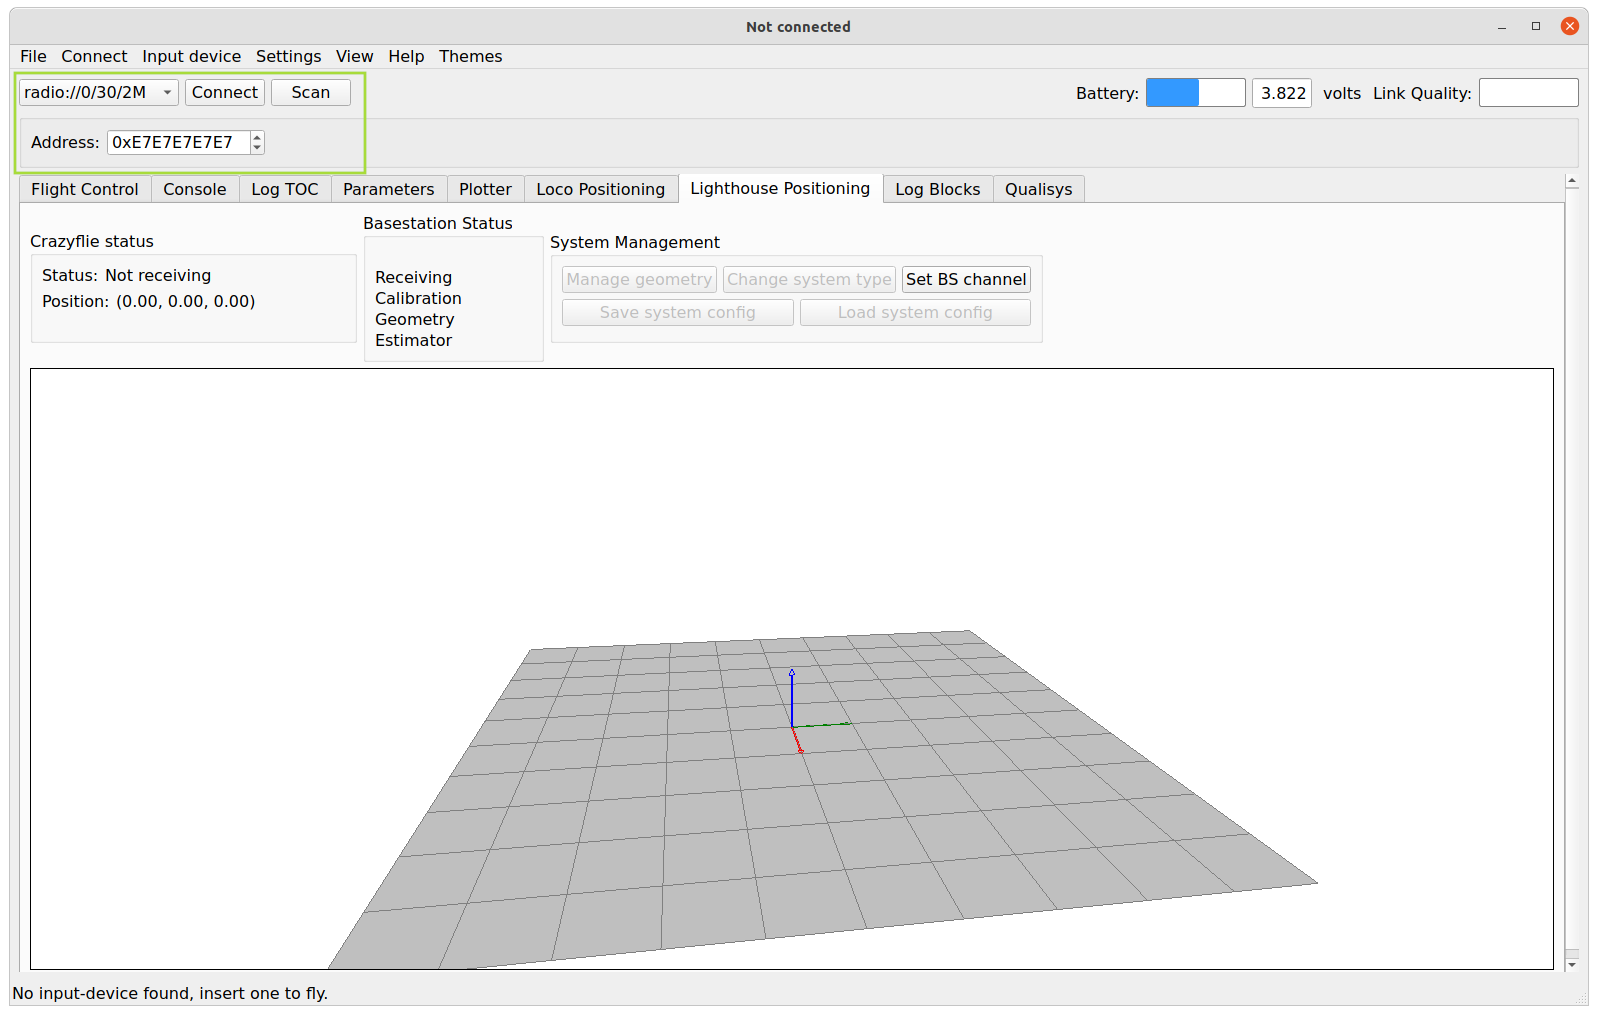 Not connected
File Connect Input device Settings View Help Themes
radio://0/30/2M Connect Scan Battery: 3.822 volts Link Quality:
Address: 0xE7E7E7E7E7
Flight Control Console Log TOC Parameters Plotter Loco Positioning Lighthouse Positioning Log Blocks Qualisys
Basestation Status
Crazyflie status
System Management
Status: Not receiving
Position: (0.00, 0.00, 0.00)
Receiving
Calibration
Geometry
Estimator
Manage geometry Change system type Set BS channel
Save system config Load system config
No input-device found, insert one to fly.